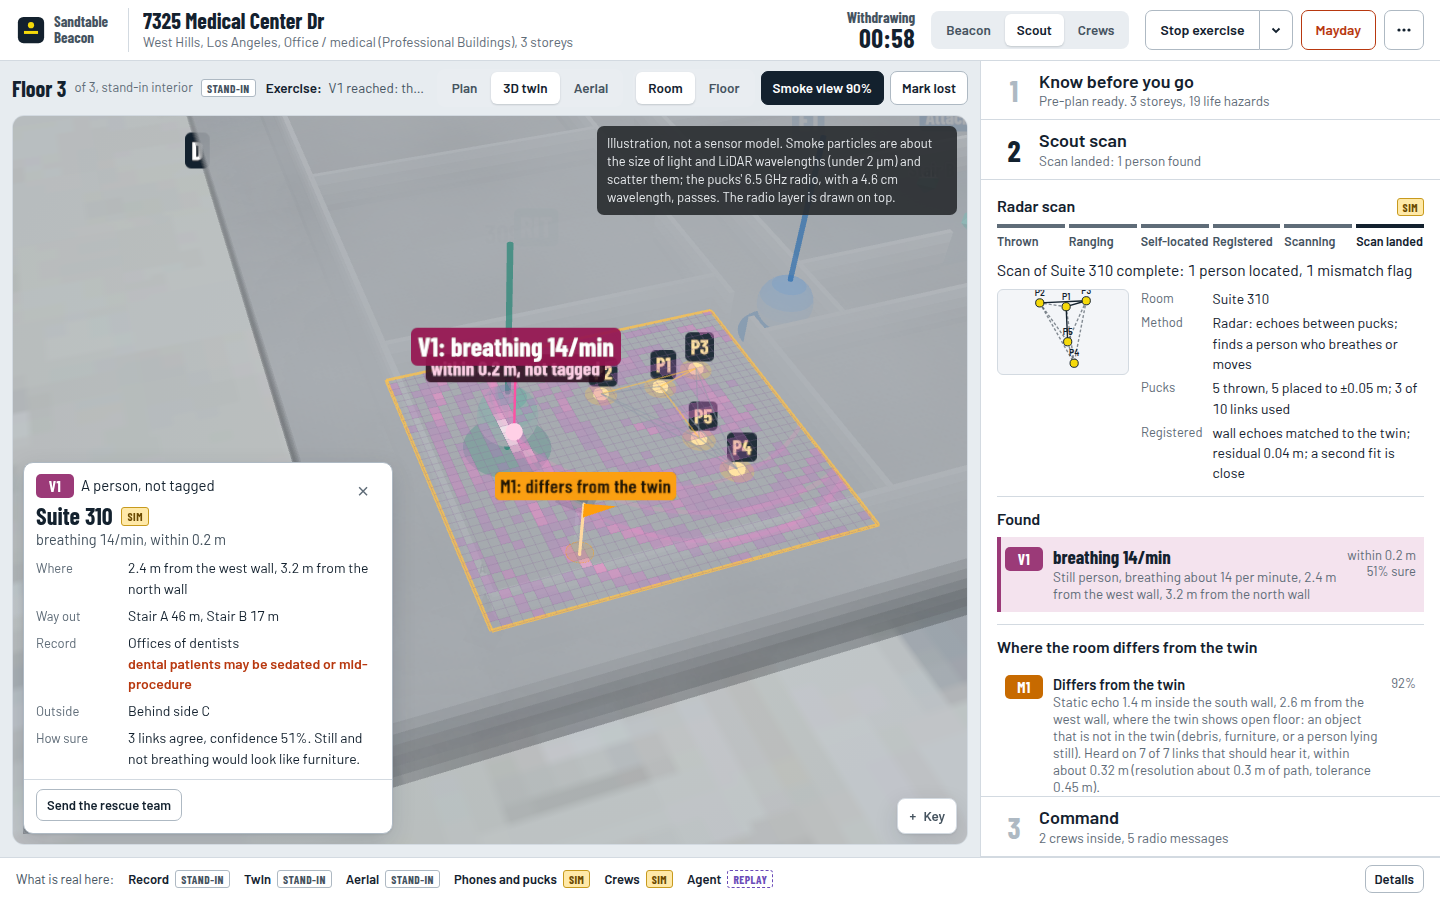 Sandtable
Beacon
7325 Medical Center Dr
West Hills, Los Angeles, Office / medical (Professional Buildings), 3 storeys
Withdrawing
00:58
Beacon
Scout
Crews
Stop exercise
Mayday
Floor 3
of 3, stand-in interior
STAND-IN
Exercise: V1 reached: th...
Plan
3D twin
Aerial
Room
Floor
Smoke view 90%
Mark lost
D
Illustration, not a sensor model. Smoke particles are about
the size of light and LiDAR wavelengths (under 2 µm) and
scatter them; the pucks' 6.5 GHz radio, with a 4.6 cm
wavelength, passes. The radio layer is drawn on top.
V1: breathing 14/min
within 0.2 m, not tagged
2
P1
P3
P5
P4
M1: differs from the twin
V1 A person, not tagged
Suite 310 SIM
breathing 14/min, within 0.2 m
Where 2.4 m from the west wall, 3.2 m from the
north wall
Way out Stair A 46 m, Stair B 17 m
Record Offices of dentists
dental patients may be sedated or mid-
procedure
Outside Behind side C
How sure 3 links agree, confidence 51%. Still and
not breathing would look like furniture.
Send the rescue team
+ Key
1 Know before you go
Pre-plan ready. 3 storeys, 19 life hazards
2 Scout scan
Scan landed: 1 person found
Radar scan SIM
Thrown Ranging Self-located Registered Scanning Scan landed
Scan of Suite 310 complete: 1 person located, 1 mismatch flag
P2 P1 P3
P5
P4
Room Suite 310
Method Radar: echoes between pucks;
finds a person who breathes or
moves
Pucks 5 thrown, 5 placed to ±0.05 m; 3 of
10 links used
Registered wall echoes matched to the twin;
residual 0.04 m; a second fit is
close
Found
V1 breathing 14/min within 0.2 m
51% sure
Still person, breathing about 14 per minute, 2.4 m
from the west wall, 3.2 m from the north wall
Where the room differs from the twin
M1 Differs from the twin 92%
Static echo 1.4 m inside the south wall, 2.6 m from the
west wall, where the twin shows open floor: an object
that is not in the twin (debris, furniture, or a person lying
still). Heard on 7 of 7 links that should hear it, within
about 0.32 m (resolution about 0.3 m of path, tolerance
0.45 m).
3 Command
2 crews inside, 5 radio messages
What is real here: Record STAND-IN Twin STAND-IN Aerial STAND-IN Phones and pucks SIM Crews SIM Agent REPLAY
Details